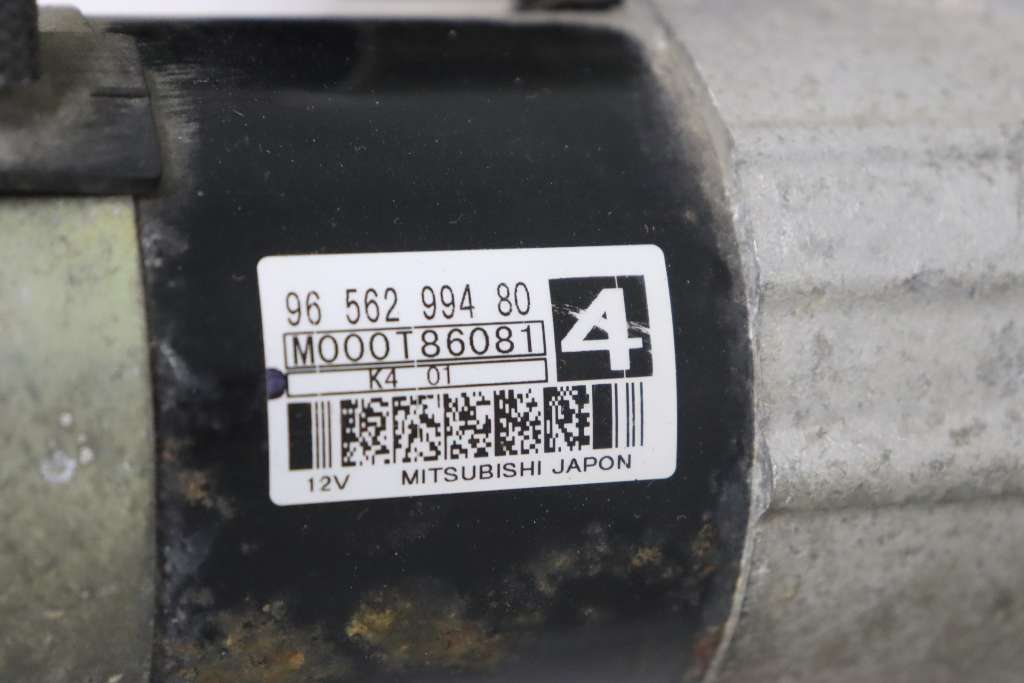 96 562 994 80
M000T86081
4
K4 01
12V MITSUBISHI JAPON